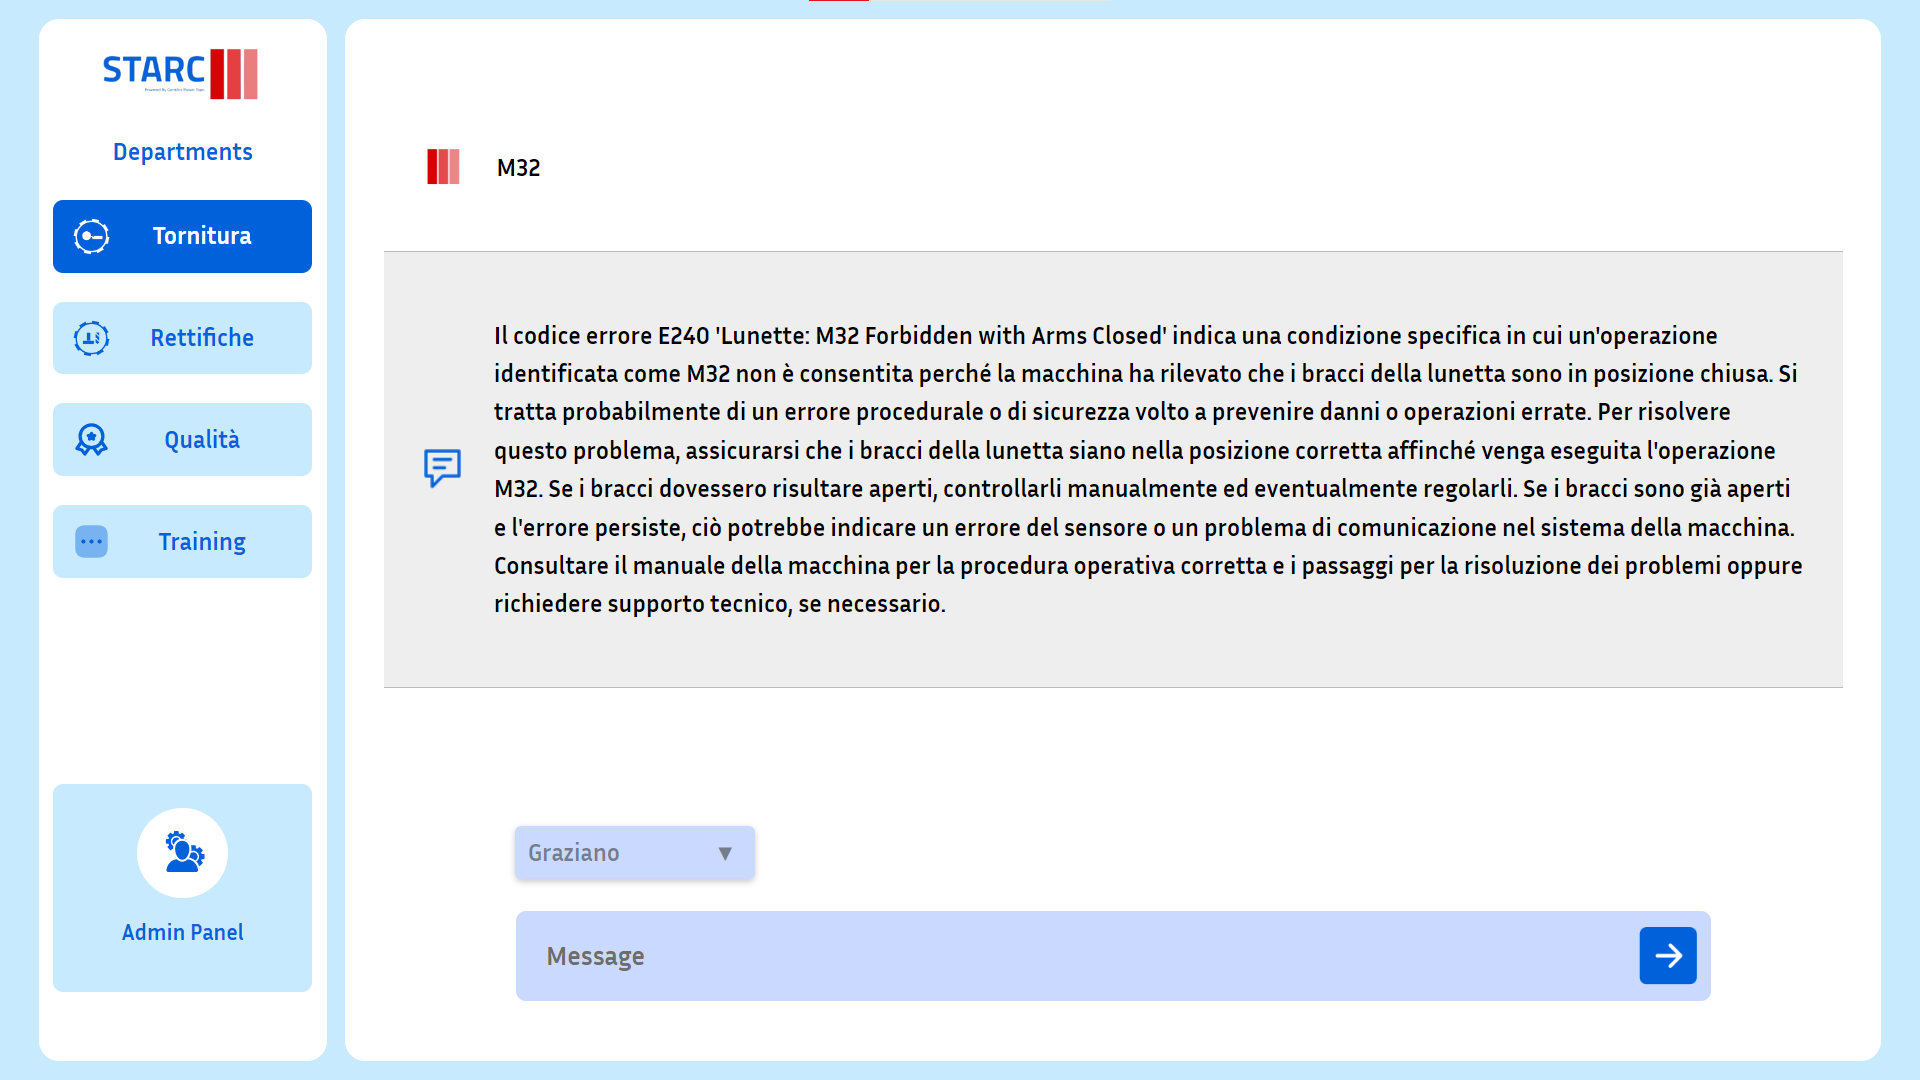 STARC
Departments
Tornitura
Rettifiche
Qualità
Training
Admin Panel
M32
Il codice errore E240 'Lunette: M32 Forbidden with Arms Closed' indica una condizione specifica in cui un'operazione
identificata come M32 non è consentita perché la macchina ha rilevato che i bracci della lunetta sono in posizione chiusa. Si
tratta probabilmente di un errore procedurale o di sicurezza volto a prevenire danni o operazioni errate. Per risolvere
questo problema, assicurarsi che i bracci della lunetta siano nella posizione corretta affinché venga eseguita l'operazione
M32. Se i bracci dovessero risultare aperti, controllarli manualmente ed eventualmente regolarli. Se i bracci sono già aperti
e l'errore persiste, ciò potrebbe indicare un errore del sensore o un problema di comunicazione nel sistema della macchina.
Consultare il manuale della macchina per la procedura operativa corretta e i passaggi per la risoluzione dei problemi oppure
richiedere supporto tecnico, se necessario.
Graziano
Message